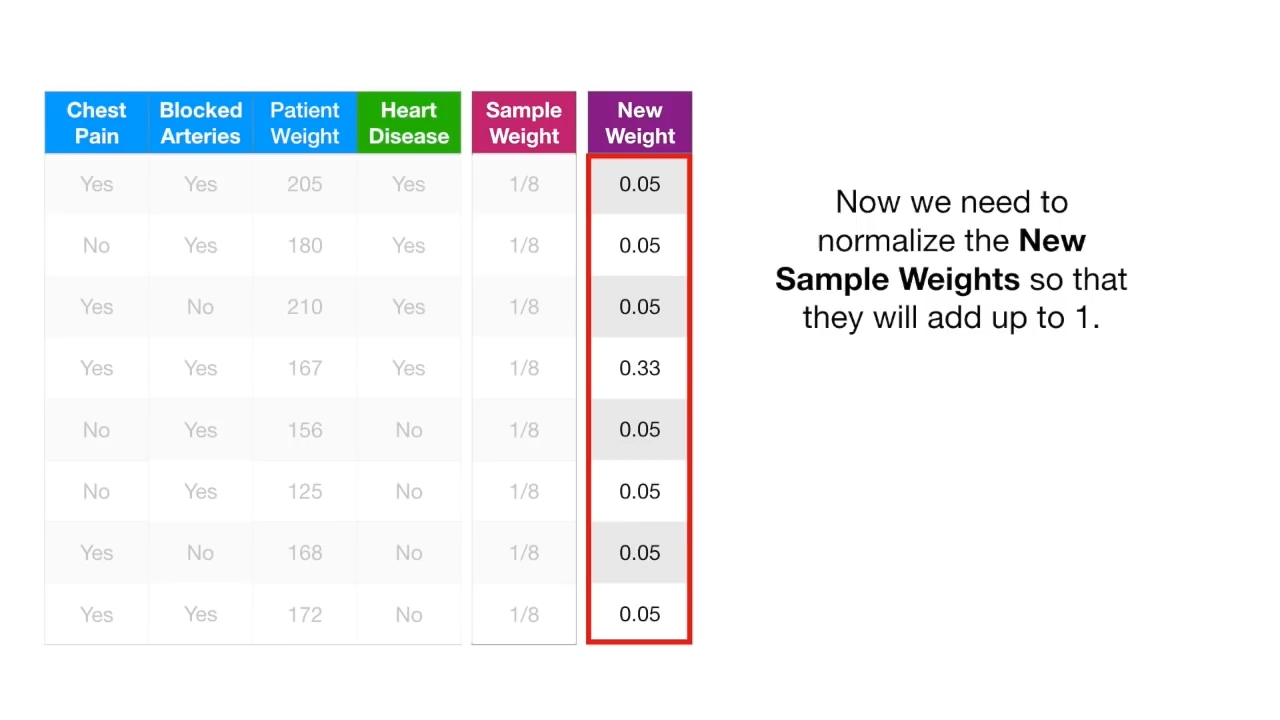 Chest Pain Blocked Arteries Patient Weight Heart Disease Sample Weight New Weight
Yes Yes 205 Yes 1/8 0.05
No Yes 180 Yes 1/8 0.05
Yes No 210 Yes 1/8 0.05
Yes Yes 167 Yes 1/8 0.33
No Yes 156 No 1/8 0.05
No Yes 125 No 1/8 0.05
Yes No 168 No 1/8 0.05
Yes Yes 172 No 1/8 0.05
Now we need to
normalize the New
Sample Weights so that
they will add up to 1.